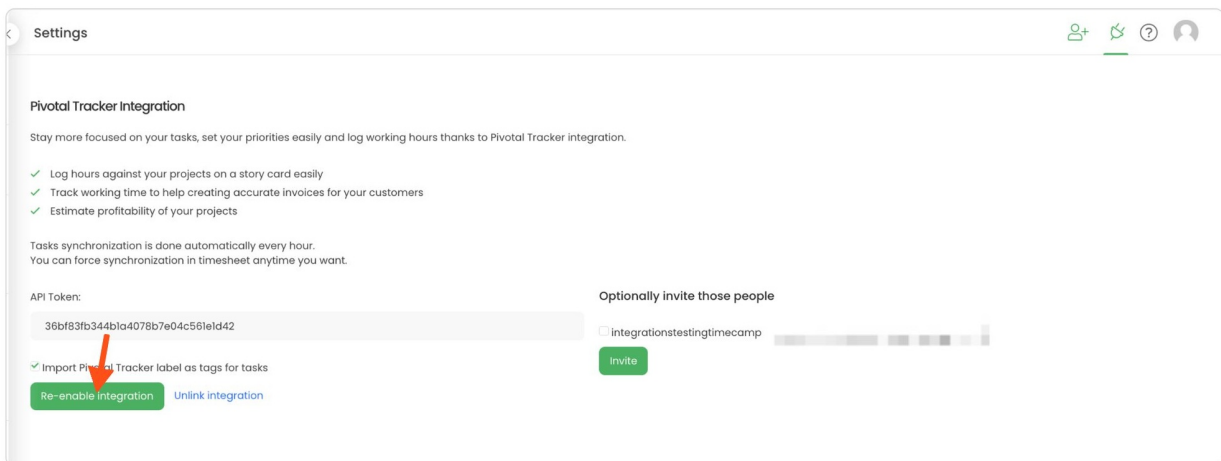 Settings
Pivotal Tracker Integration
Stay more focused on your tasks, set your priorities easily and log working hours thanks to Pivotal Tracker integration.
Log hours against your projects on a story card easily
Track working time to help creating accurate invoices for your customers
Estimate profitability of your projects
Tasks synchronization is done automatically every hour.
You can force synchronization in timesheet anytime you want.
API Token:
36bf83fb344b1a4078b7e04c561e1d42
Import Pivotal Tracker label as tags for tasks
Re-enable integration Unlink integration
Optionally invite those people
integrationstestingtimecamp
Invite